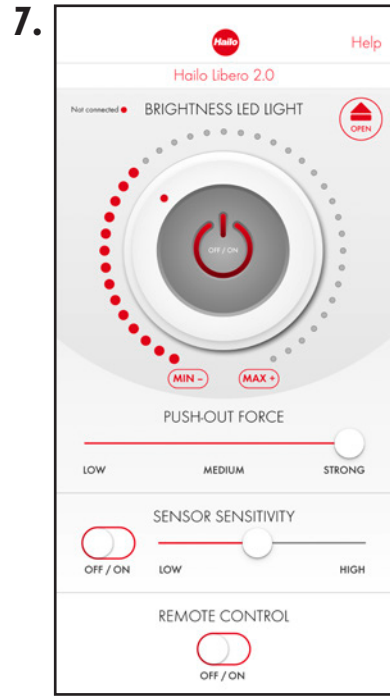 7.
Hailo
Help
Hailo Libero 2.0
Not connected
BRIGHTNESS LED LIGHT
OPEN
OFF / ON
MIN –
MAX +
PUSH-OUT FORCE
LOW MEDIUM STRONG
SENSOR SENSITIVITY
OFF / ON LOW HIGH
REMOTE CONTROL
OFF / ON